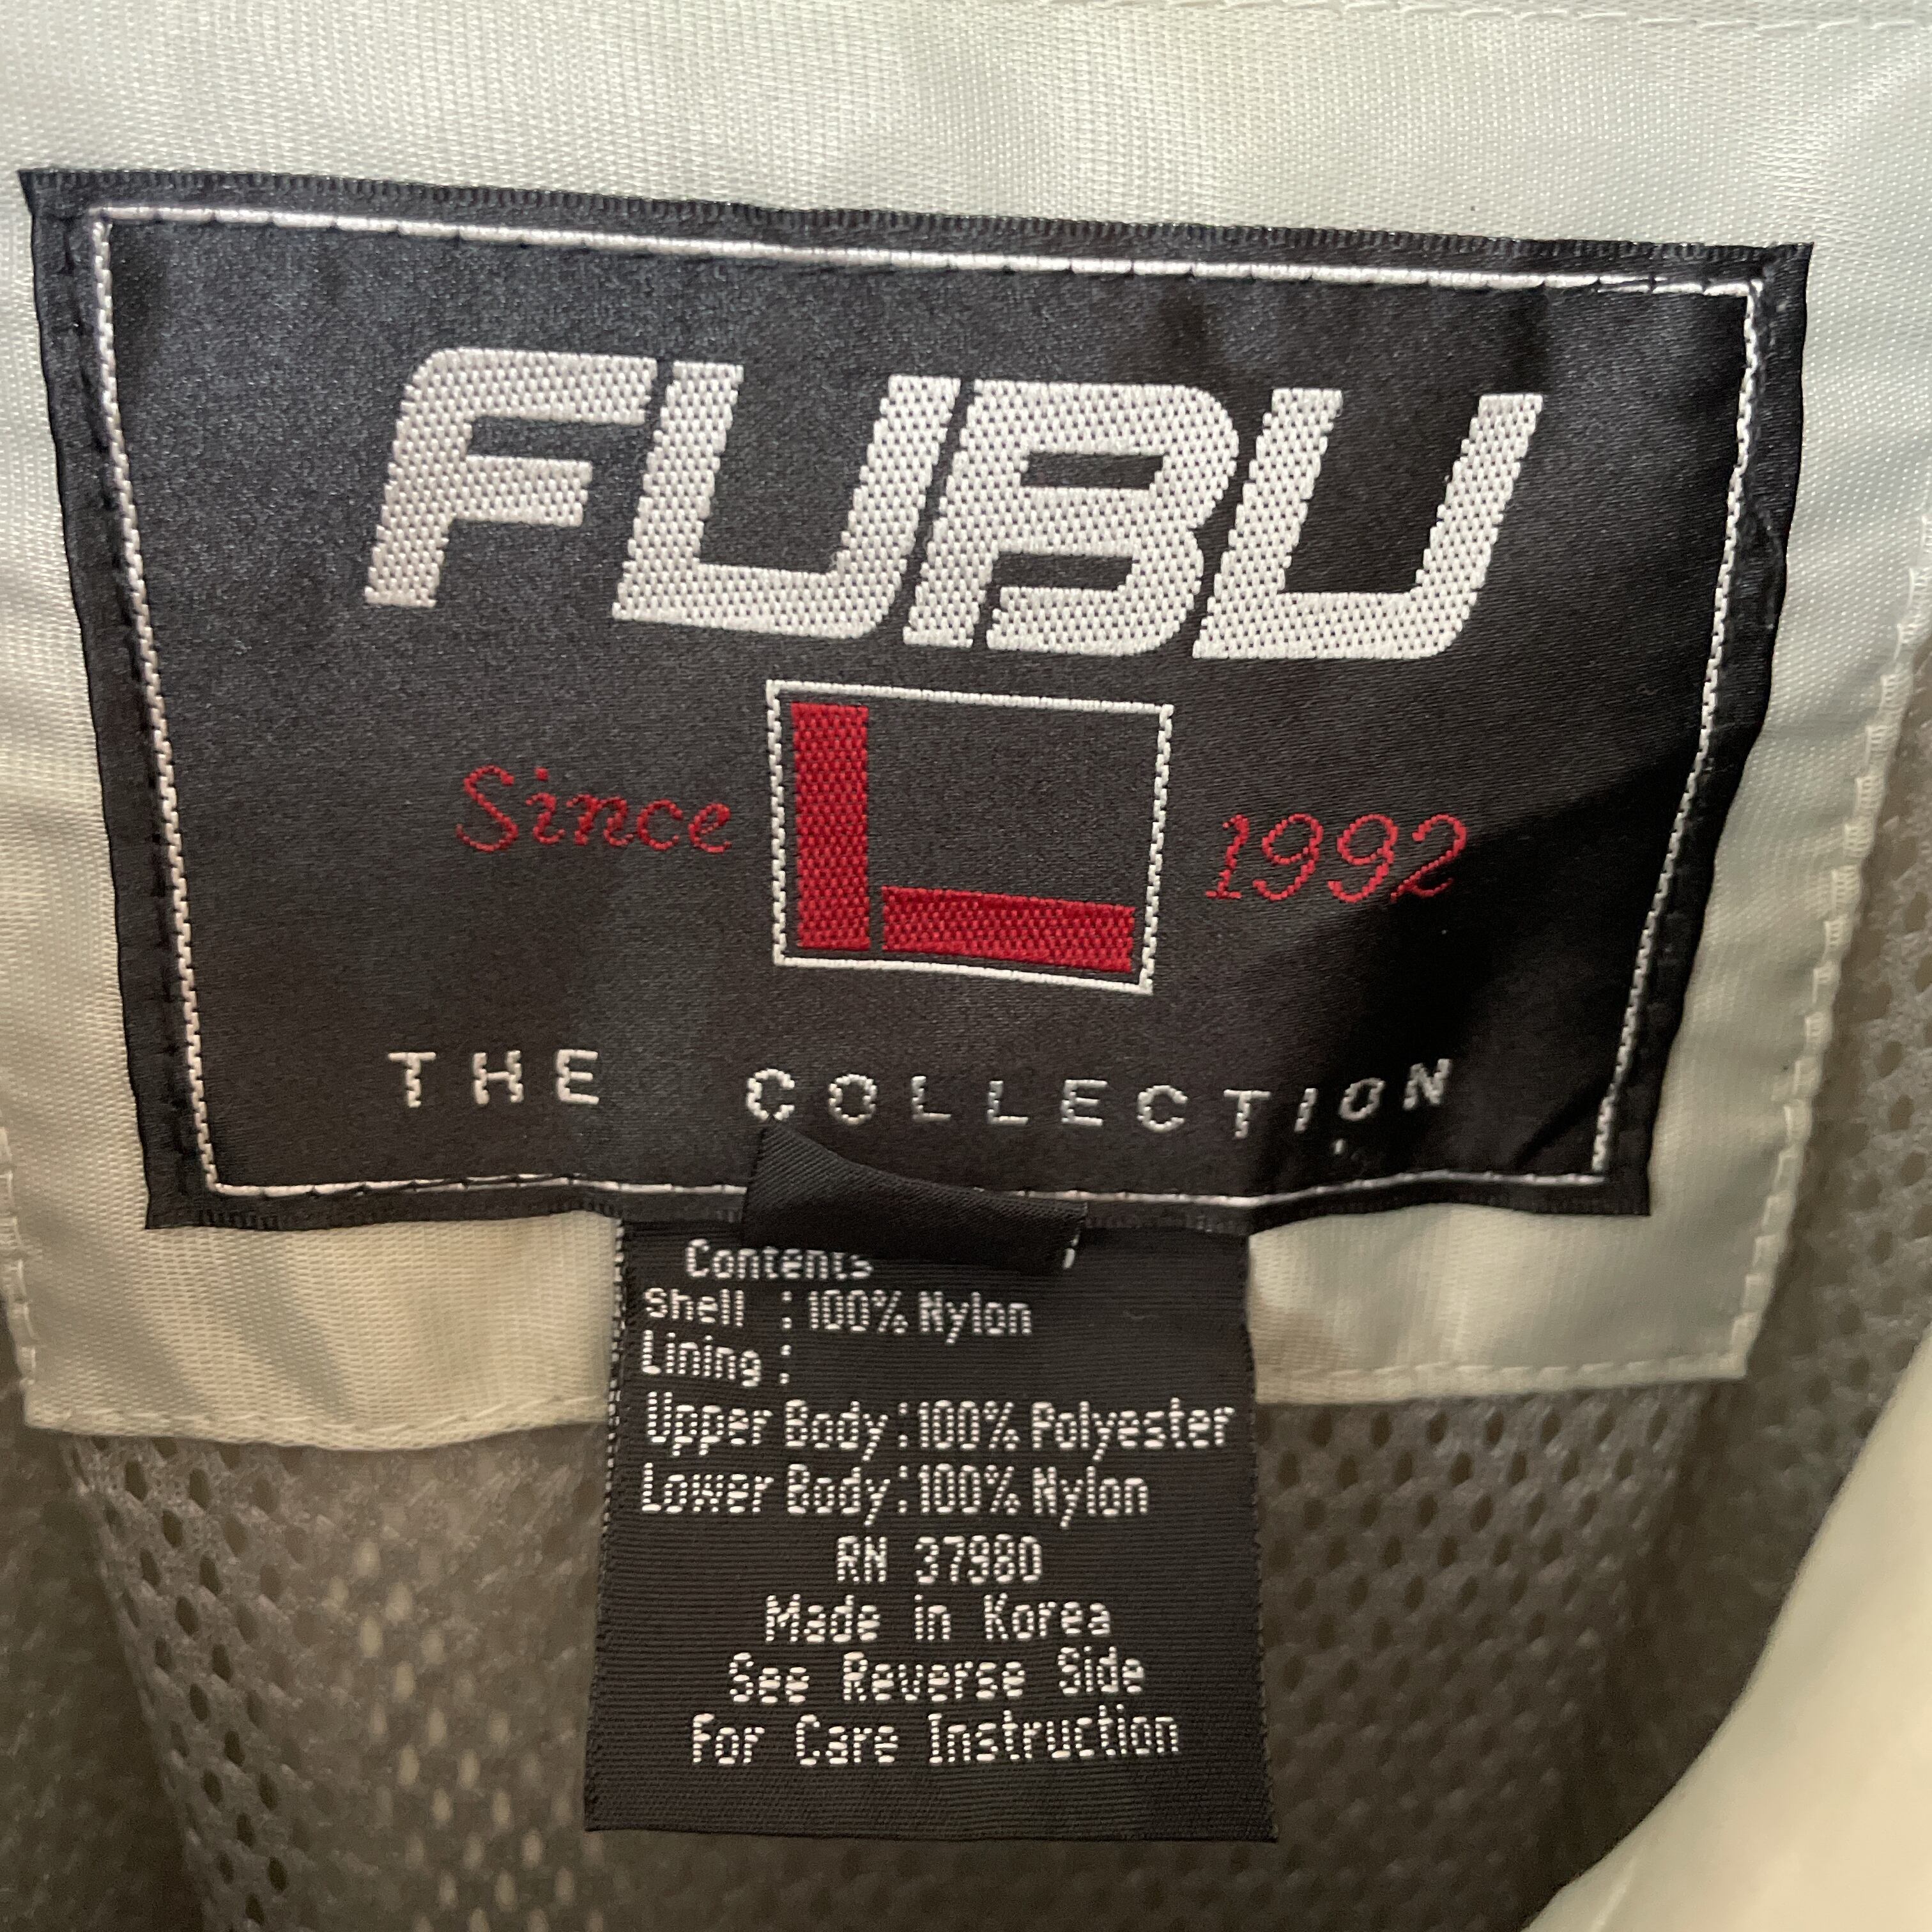 FUBU
Since L 1992
THE COLLECTION
Contents
Shell : 100% Nylon
Lining :
Upper Body : 100% Polyester
Lower Body : 100% Nylon
RN 37980
Made in Korea
See Reverse Side
For Care Instruction